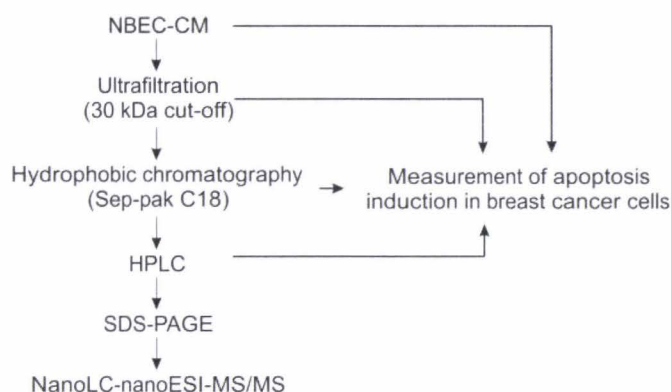 NBEC-CM
Ultrafiltration
(30 kDa cut-off)
Hydrophobic chromatography
(Sep-pak C18)
Measurement of apoptosis
induction in breast cancer cells
HPLC
SDS-PAGE
NanoLC-nanoESI-MS/MS